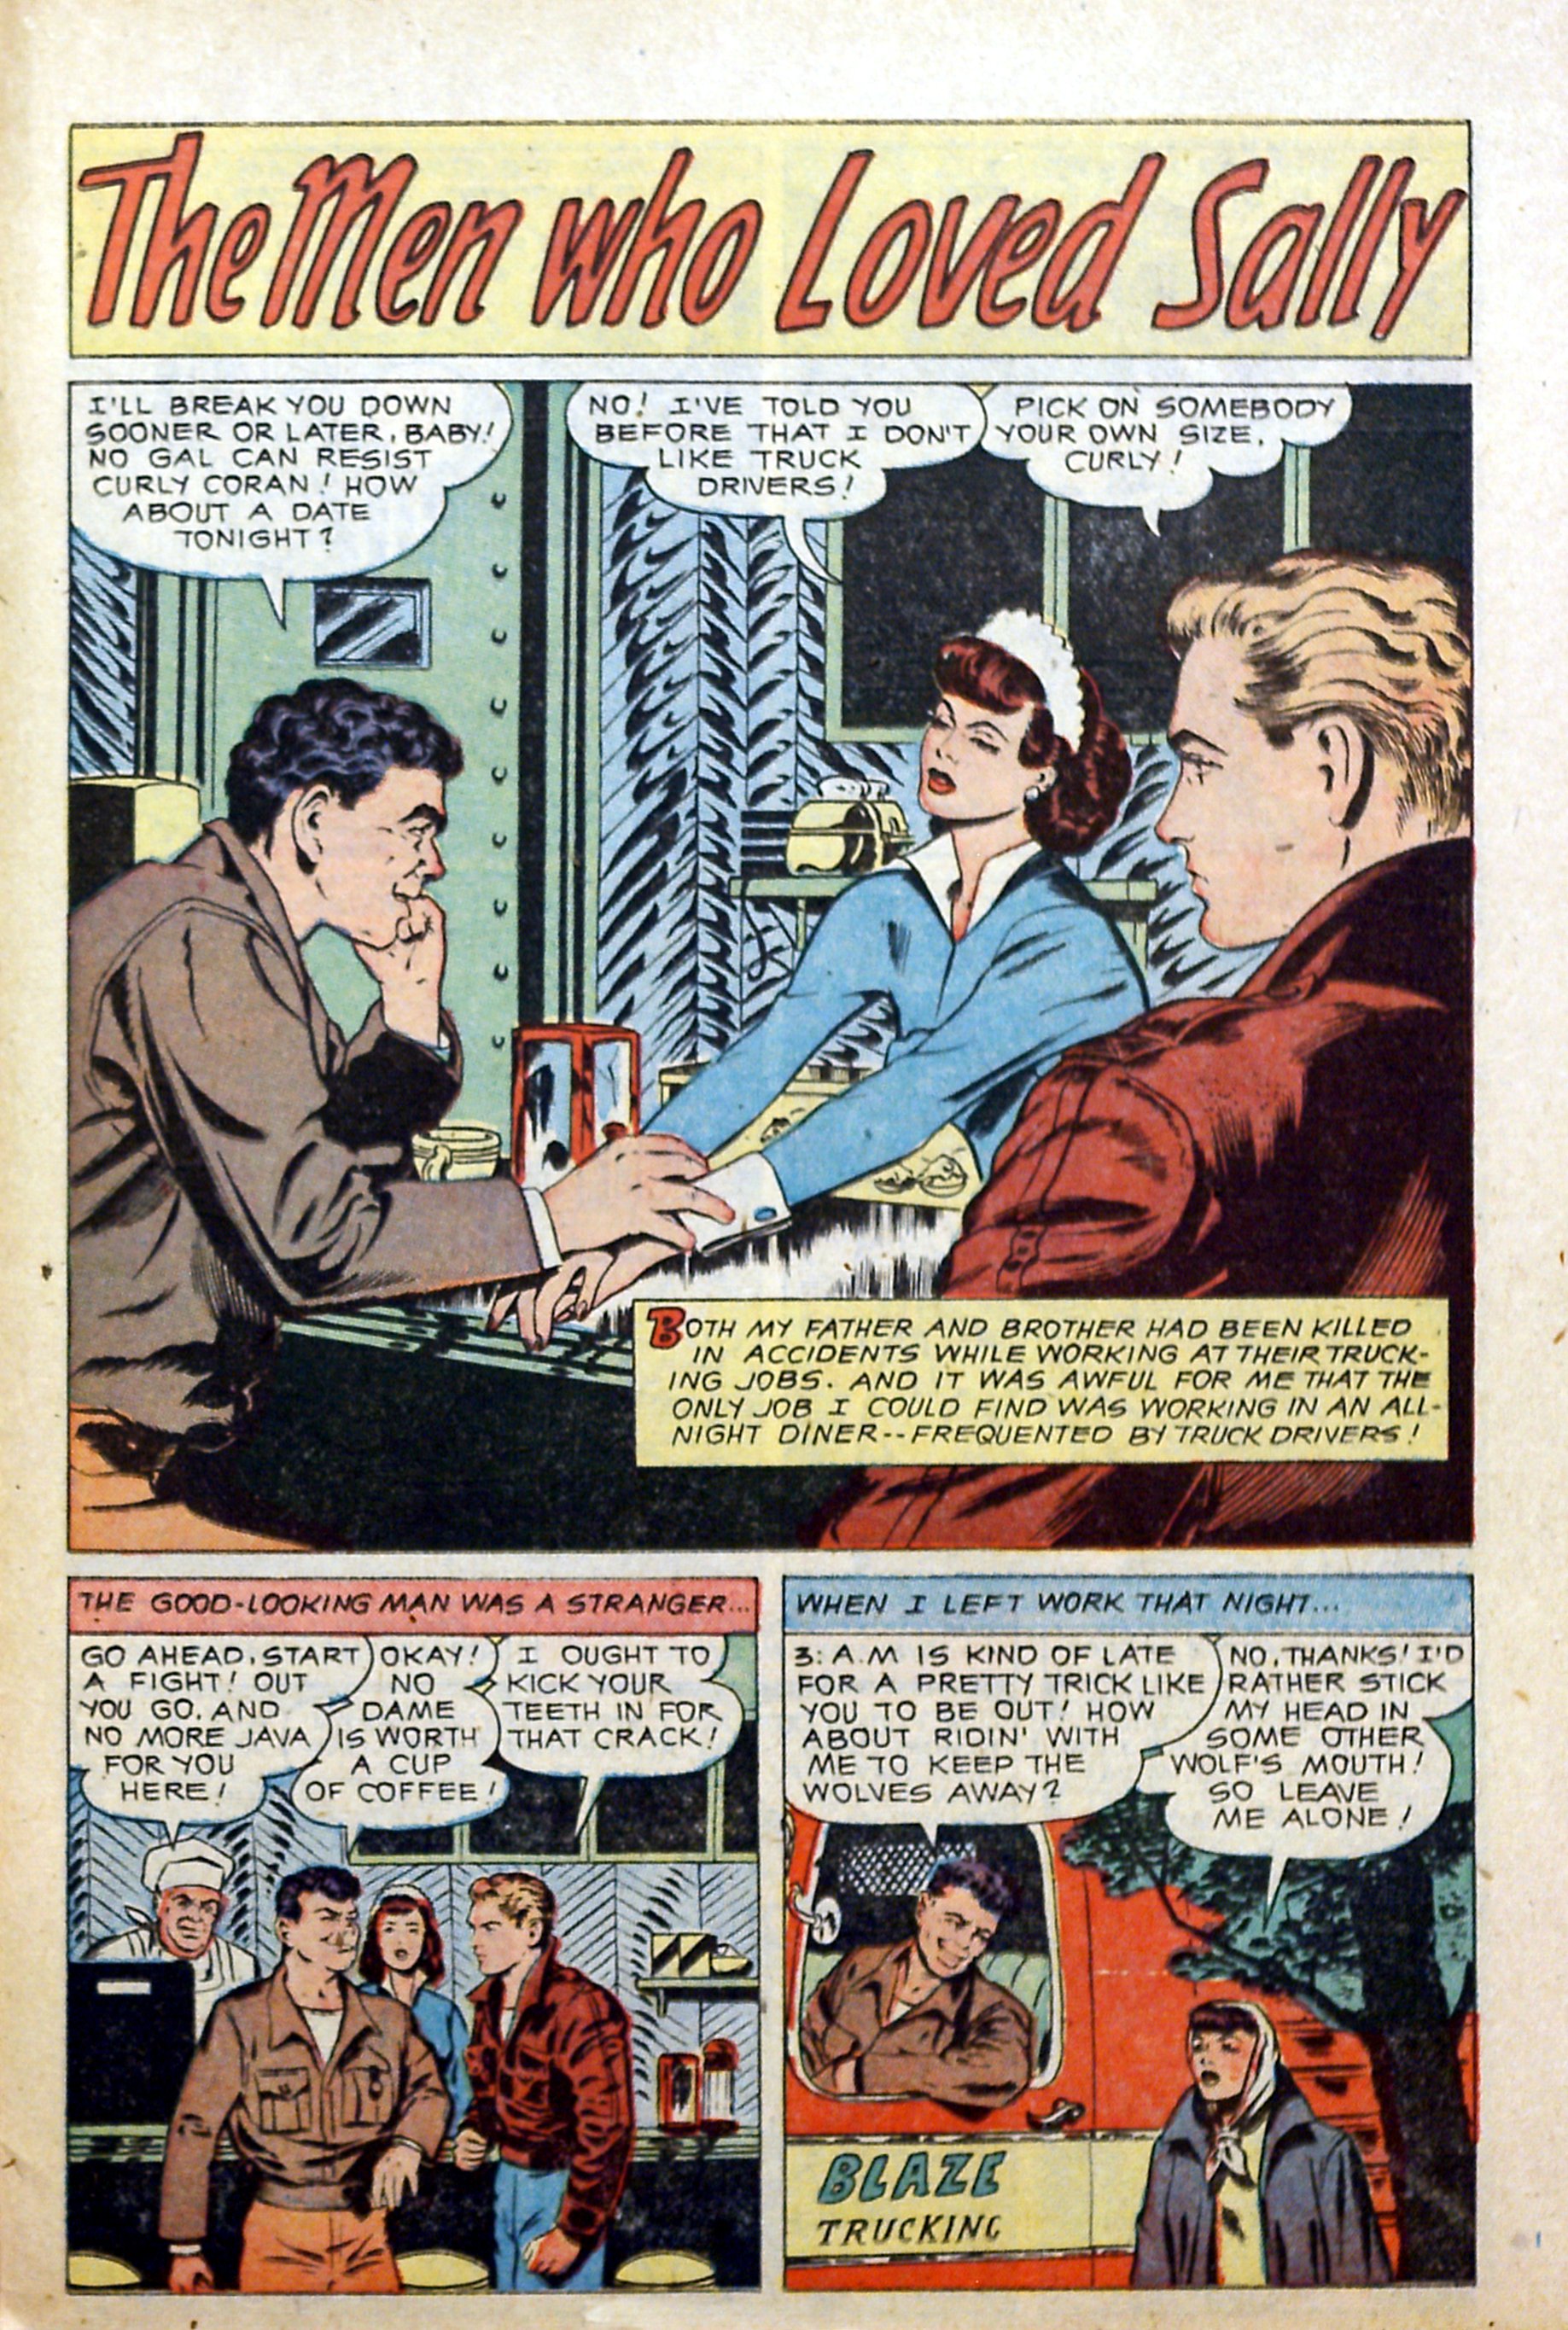 The Men who Loved Sally
I'LL BREAK YOU DOWN
SOONER OR LATER, BABY!
NO GAL CAN RESIST
CURLY CORAN! HOW
ABOUT A DATE
TONIGHT?
NO! I'VE TOLD YOU
BEFORE THAT I DON'T
LIKE TRUCK
DRIVERS!
PICK ON SOMEBODY
YOUR OWN SIZE,
CURLY!
BOTH MY FATHER AND BROTHER HAD BEEN KILLED
IN ACCIDENTS WHILE WORKING AT THEIR TRUCK-
ING JOBS. AND IT WAS AWFUL FOR ME THAT THE
ONLY JOB I COULD FIND WAS WORKING IN AN ALL-
NIGHT DINER--FREQUENTED BY TRUCK DRIVERS!
THE GOOD-LOOKING MAN WAS A STRANGER...
GO AHEAD, START
A FIGHT! OUT
YOU GO, AND
NO MORE JAVA
FOR YOU
HERE!
OKAY!
NO
DAME
IS WORTH
A CUP
OF COFFEE!
I OUGHT TO
KICK YOUR
TEETH IN FOR
THAT CRACK!
WHEN I LEFT WORK THAT NIGHT...
3: A.M IS KIND OF LATE
FOR A PRETTY TRICK LIKE
YOU TO BE OUT! HOW
ABOUT RIDIN' WITH
ME TO KEEP THE
WOLVES AWAY?
NO, THANKS! I'D
RATHER STICK
MY HEAD IN
SOME OTHER
WOLF'S MOUTH!
SO LEAVE
ME ALONE!
BLAZE
TRUCKING